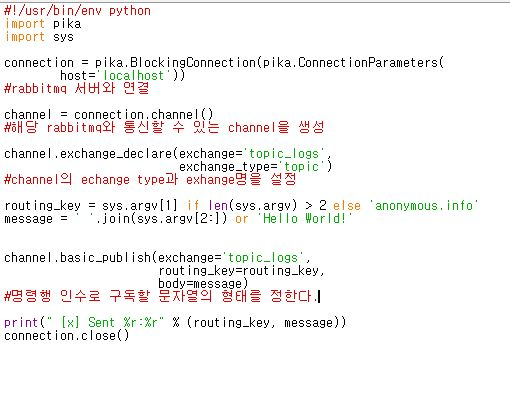 #!/usr/bin/env python
import pika
import sys
connection = pika.BlockingConnection(pika.ConnectionParameters(
host='localhost'))
#rabbitmq 서버와 연결
channel = connection.channel()
#해당 rabbitmq와 통신할 수 있는 channel을 생성
channel.exchange_declare(exchange='topic_logs',
exchange_type='topic')
#channel의 echange type과 exhange명을 설정
routing_key = sys.argv[1] if len(sys.argv) > 2 else 'anonymous.info'
message = ' '.join(sys.argv[2:]) or 'Hello World!'
channel.basic_publish(exchange='topic_logs',
routing_key=routing_key,
body=message)
#명령행 인수로 구독할 문자열의 형태를 정한다.
print(" [x] Sent %r:%r" % (routing_key, message))
connection.close()